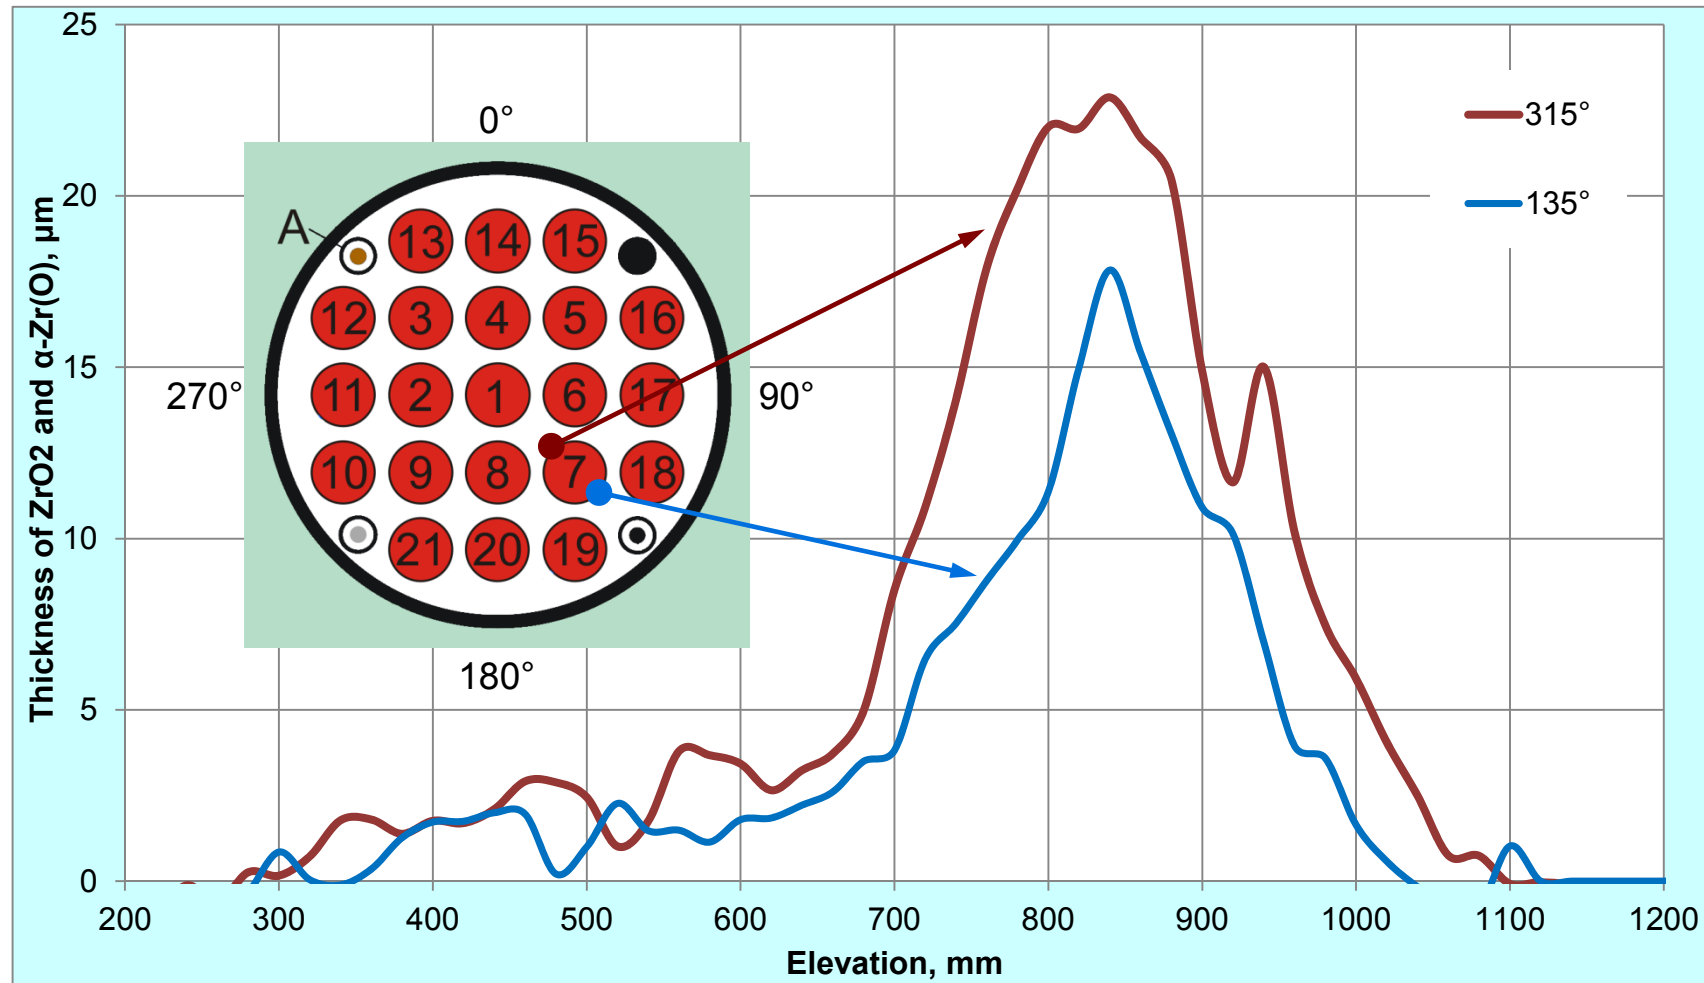 25
20
15
10
5
0
Thickness of ZrO2 and α-Zr(O), µm
0°
A
13 14 15
12 3 4 5 16
270° 11 2 1 6 17 90°
10 9 8 7 18
21 20 19
180°
315°
135°
200 300 400 500 600 700 800 900 1000 1100 1200
Elevation, mm